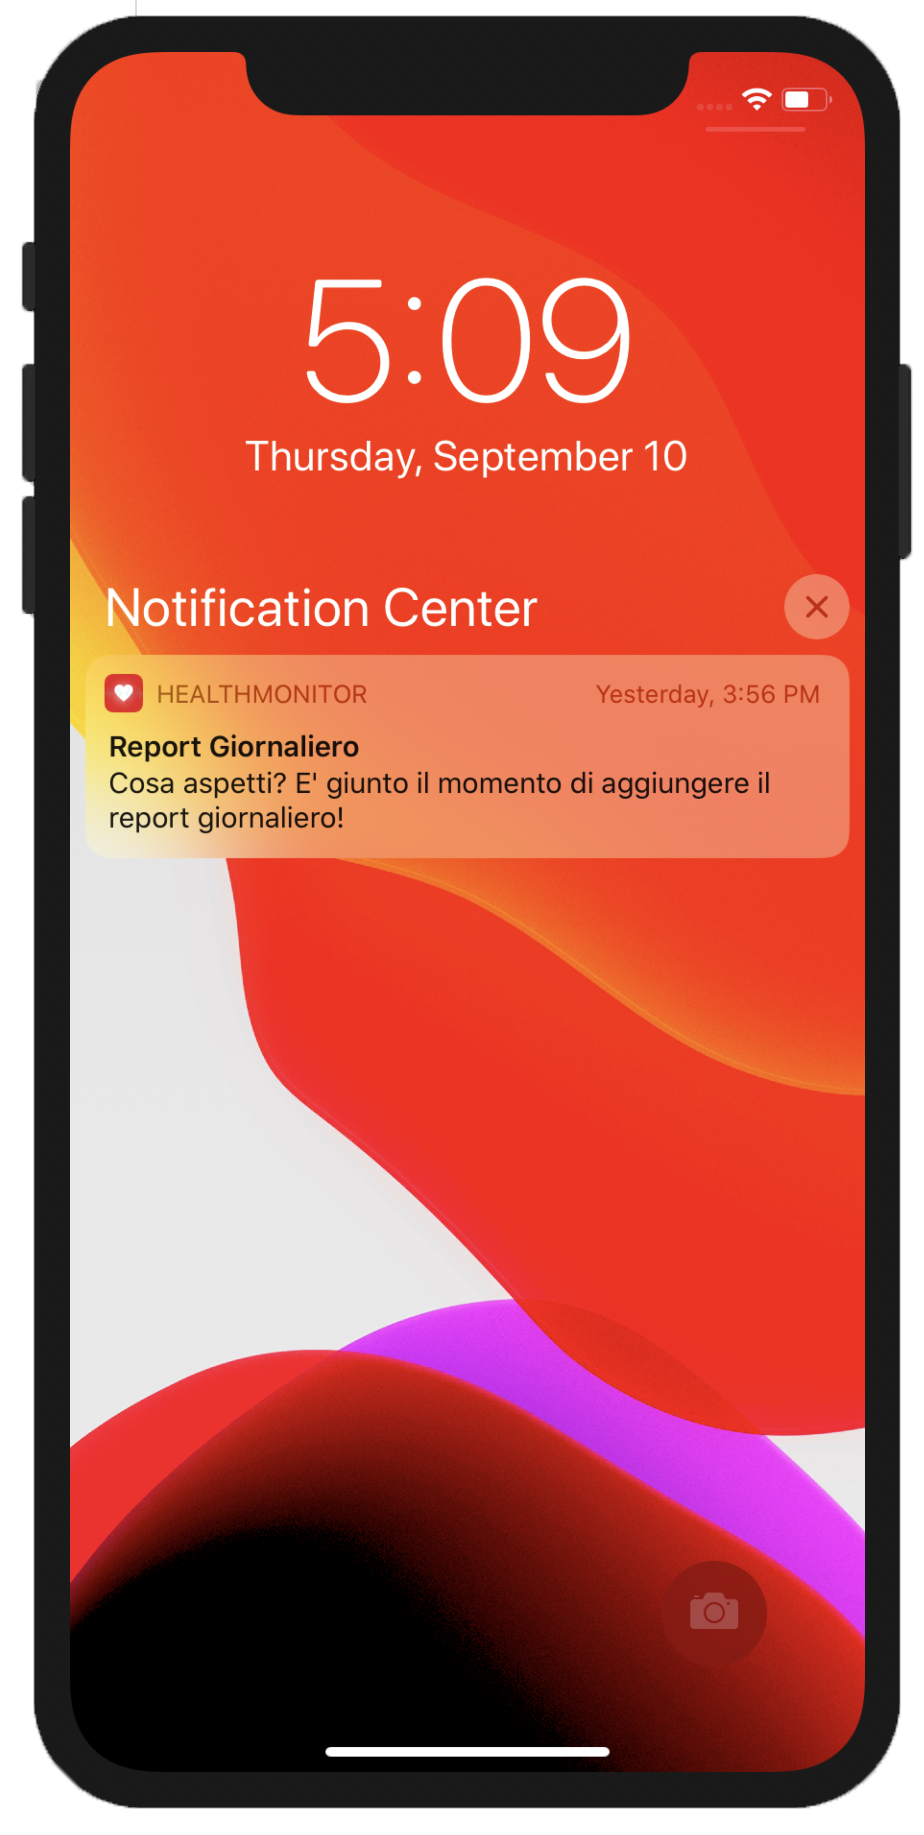 5:09
Thursday, September 10
Notification Center
HEALTHMONITOR Yesterday, 3:56 PM
Report Giornaliero
Cosa aspetti? E' giunto il momento di aggiungere il
report giornaliero!